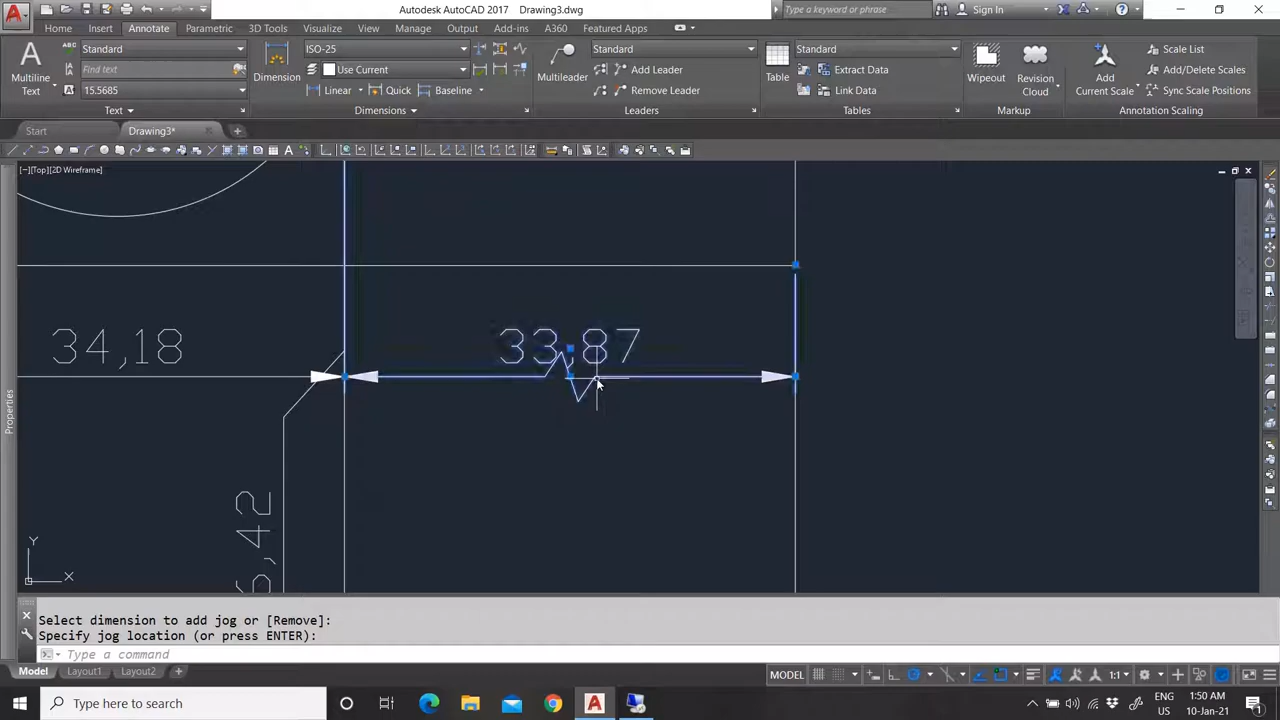 Autodesk AutoCAD 2017 Drawing3.dwg
Type a keyword or phrase
Sign In
Home Insert Annotate Parametric 3D Tools Visualize View Manage Output Add-ins A360 Featured Apps
A
Multiline
Text
ABC
Standard
Find text
15.5685
Text
Dimension
ISO-25
Use Current
Linear
Quick
Baseline
Dimensions
Multileader
Standard
Add Leader
Remove Leader
Leaders
Table
Standard
Extract Data
Link Data
Tables
Wipeout
Revision
Cloud
Markup
Add
Current Scale
Scale List
Add/Delete Scales
Sync Scale Positions
Annotation Scaling
Start
Drawing3*
[−][Top][2D Wireframe]
34,18
33,87
6,42
Y
X
Properties
Select dimension to add jog or [Remove]:
Specify jog location (or press ENTER):
Type a command
Model Layout1 Layout2
MODEL
1:1
Type here to search
ENG
US
1:50 AM
10-Jan-21